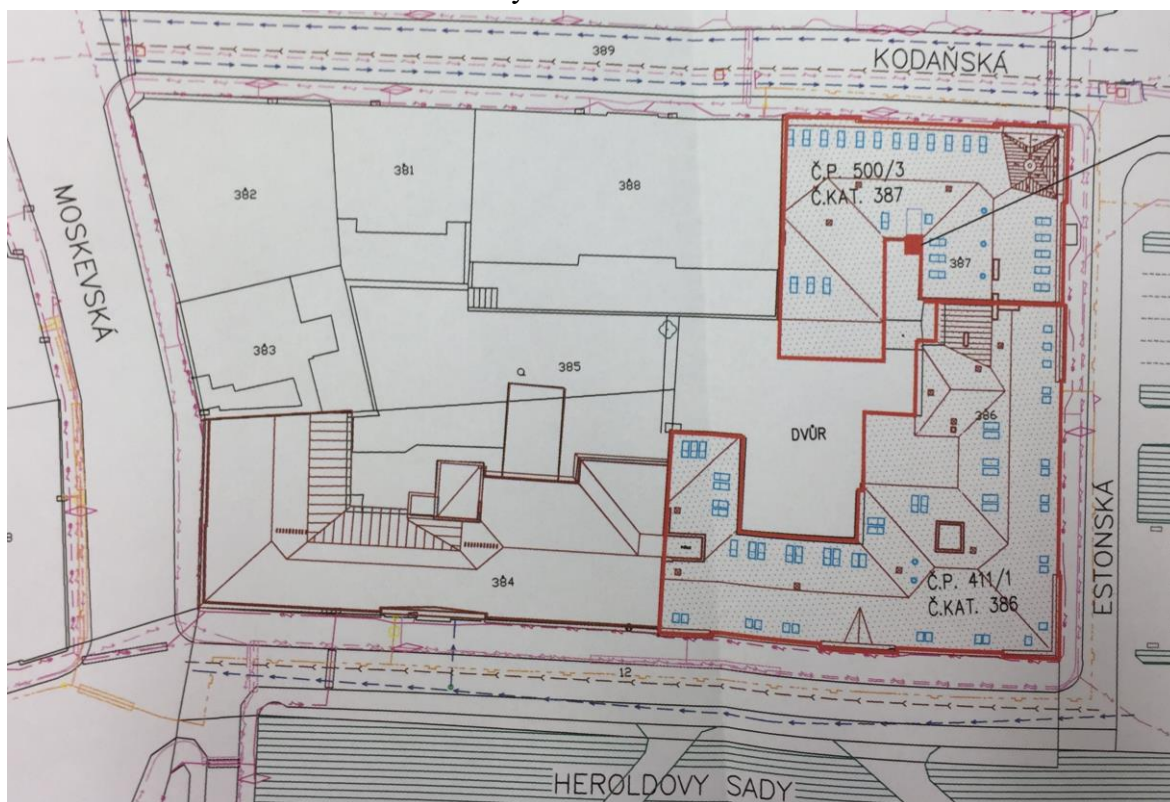 389
KODAŇSKÁ
382
381
388
Č.P. 500/3
Č.KAT. 387
387
MOSKEVSKÁ
383
385
386
DVŮR
384
Č.P. 411/1
Č.KAT. 386
ESTONSKÁ
12
HEROLDOVY SADY